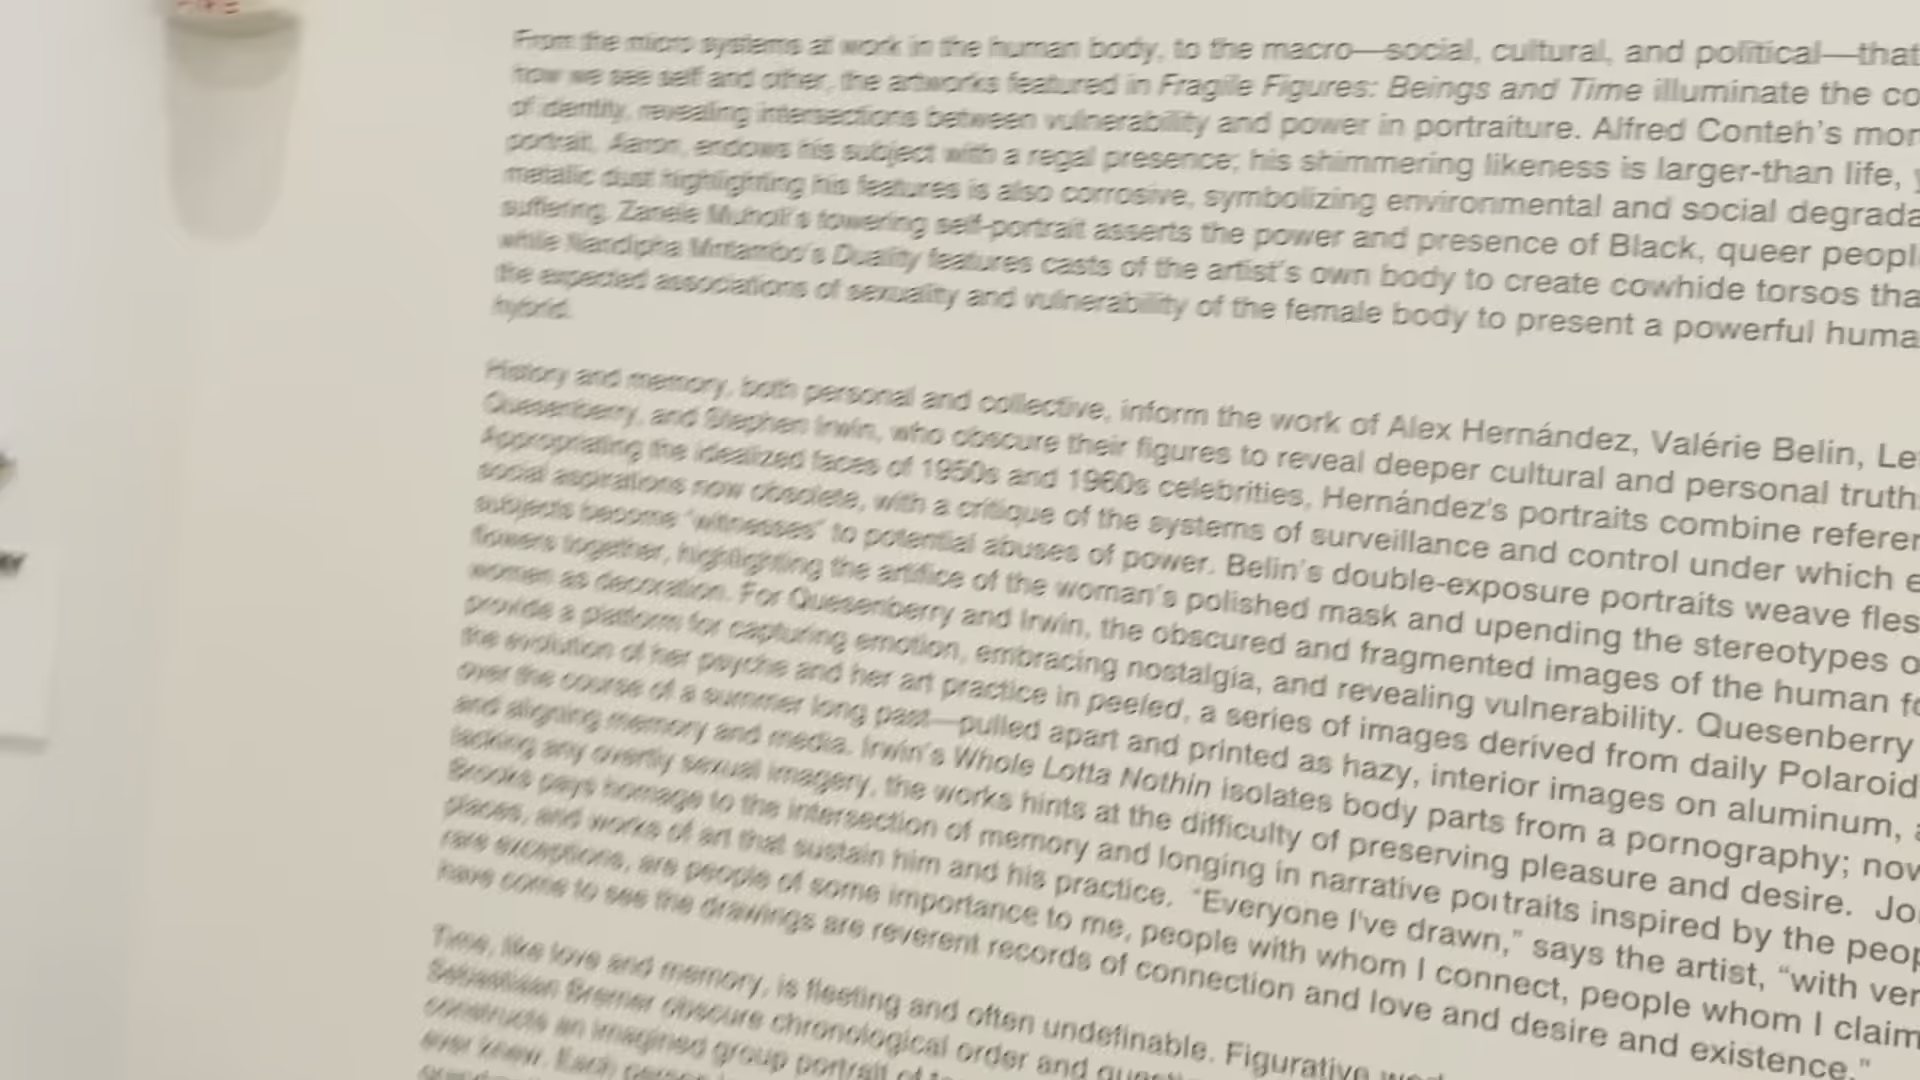 From the micro systems at work in the human body, to the macro—social, cultural, and political—that
how we see self and other, the artworks featured in Fragile Figures: Beings and Time illuminate the
of identity, revealing intersections between vulnerability and power in portraiture. Alfred Conteh's
portrait, Aaron, endows his subject with a regal presence; his shimmering likeness is larger-than life,
metallic dust highlighting his features is also corrosive, symbolizing environmental and social
suffering. Zanele Muholi's towering self-portrait asserts the power and presence of Black, queer
while Nandipha Mntambo's Duality features casts of the artist's own body to create cowhide torsos
the expected associations of sexuality and vulnerability of the female body to present a powerful
hybrid.
History and memory, both personal and collective, inform the work of Alex Hernández, Valérie Belin,
Quesenberry, and Stephen Irwin, who obscure their figures to reveal deeper cultural and personal
Appropriating the idealized faces of 1950s and 1960s celebrities, Hernández's portraits combine
social aspirations now obsolete, with a critique of the systems of surveillance and control under which
subjects become "witnesses" to potential abuses of power. Belin's double-exposure portraits weave
flowers together, highlighting the artifice of the woman's polished mask and upending the stereotypes
women as decoration. For Quesenberry and Irwin, the obscured and fragmented images of the human
provide a platform for capturing emotion, embracing nostalgia, and revealing vulnerability. Quesenberry
the evolution of her psyche and her art practice in peeled, a series of images derived from daily Polaroid
over the course of a summer long past—pulled apart and printed as hazy, interior images on aluminum,
and aligning memory and media. Irwin's Whole Lotta Nothin isolates body parts from a pornography;
lacking any overtly sexual imagery, the works hints at the difficulty of preserving pleasure and desire.
Brooks pays homage to the intersection of memory and longing in narrative portraits inspired by the
places, and works of art that sustain him and his practice. "Everyone I've drawn," says the artist, "with
rare exceptions, are people of some importance to me, people with whom I connect, people whom I claim
have come to see the drawings are reverent records of connection and love and desire and existence."
Time, like love and memory, is fleeting and often undefinable. Figurative
Sebastiaan Bremer obscure chronological order and
constructs an imagined group portrait of
ever knew. Each